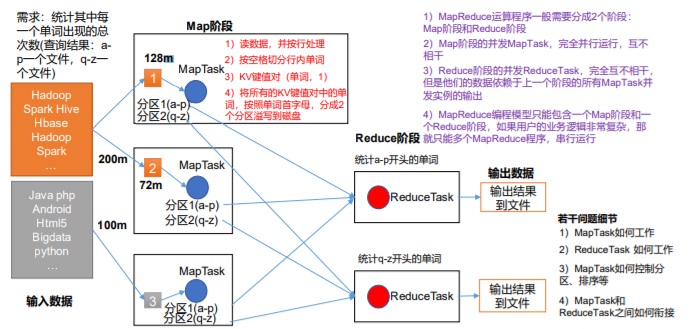 需求：统计其中每
一个单词出现的总
次数(查询结果：a-
p一个文件，q-z一
个文件)
Hadoop
Spark Hive
Hbase
Hadoop
Spark
…
200m
Java php
Android
Html5
Bigdata
python
…
100m
输入数据
Map阶段
128m
1
MapTask
分区1(a-p)
分区2(q-z)
1）读数据，并按行处理
2）按空格切分行内单词
3）KV键值对（单词，1）
4）将所有的KV键值对中的单
词，按照单词首字母，分成2
个分区溢写到磁盘
2
72m
MapTask
分区1(a-p)
分区2(q-z)
3
MapTask
分区1(a-p)
分区2(q-z)
1）MapReduce运算程序一般需要分成2个阶段：
Map阶段和Reduce阶段
2）Map阶段的并发MapTask，完全并行运行，互不
相干
3）Reduce阶段的并发ReduceTask，完全互不相干，
但是他们的数据依赖于上一个阶段的所有MapTask并
发实例的输出
4）MapReduce编程模型只能包含一个Map阶段和一
个Reduce阶段，如果用户的业务逻辑非常复杂，那
就只能多个MapReduce程序，串行运行
Reduce阶段
统计a-p开头的单词
ReduceTask
统计q-z开头的单词
ReduceTask
输出数据
输出结果
到文件
输出结果
到文件
若干问题细节
1）MapTask如何工作
2）ReduceTask 如何工作
3）MapTask如何控制分
区、排序等
4）MapTask和
ReduceTask之间如何衔接